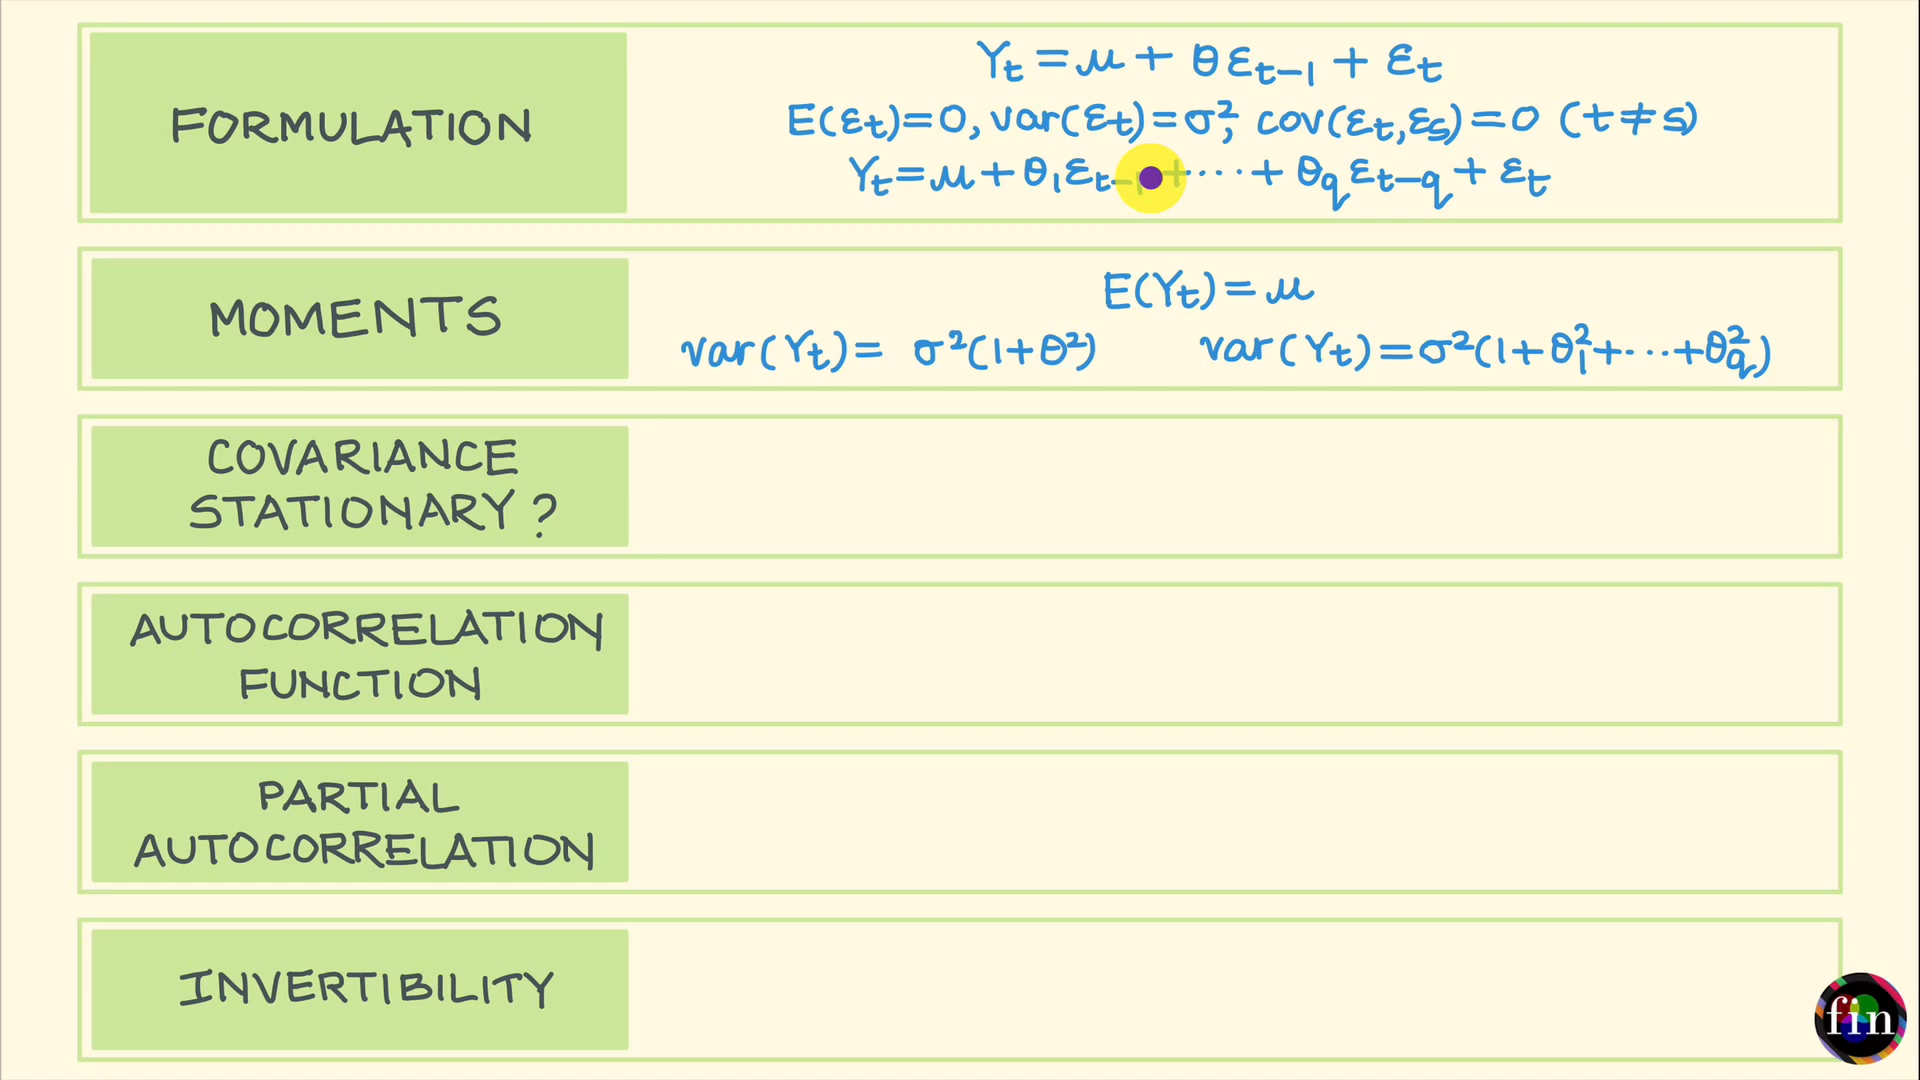 FORMULATION
Yₜ = μ + θεₜ₋₁ + εₜ
E(εₜ)=0, var(εₜ)=σ², cov(εₜ,εₛ)=0 (t≠s)
Yₜ = μ + θ₁εₜ₋₁ + ··· + θqεₜ₋q + εₜ
MOMENTS
E(Yₜ) = μ
var(Yₜ) = σ²(1+θ²)
var(Yₜ) = σ²(1+θ₁²+···+θq²)
COVARIANCE
STATIONARY ?
AUTOCORRELATION
FUNCTION
PARTIAL
AUTOCORRELATION
INVERTIBILITY
fin